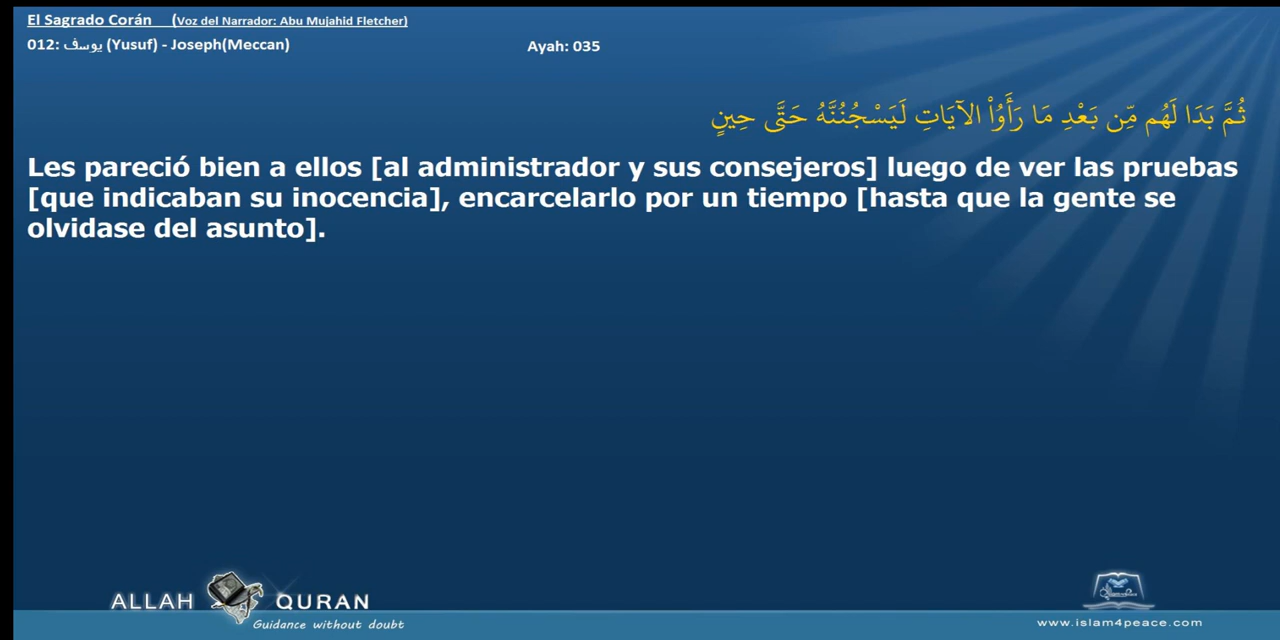 El Sagrado Corán (Voz del Narrador: Abu Mujahid Fletcher)
012: يوسف (Yusuf) - Joseph(Meccan) Ayah: 035
ثُمَّ بَدَا لَهُم مِّن بَعْدِ مَا رَأَوُاْ الآيَاتِ لَيَسْجُنُنَّهُ حَتَّى حِينٍ
Les pareció bien a ellos [al administrador y sus consejeros] luego de ver las pruebas
[que indicaban su inocencia], encarcelarlo por un tiempo [hasta que la gente se
olvidase del asunto].
ALLAH QURAN
Guidance without doubt
www.islam4peace.com